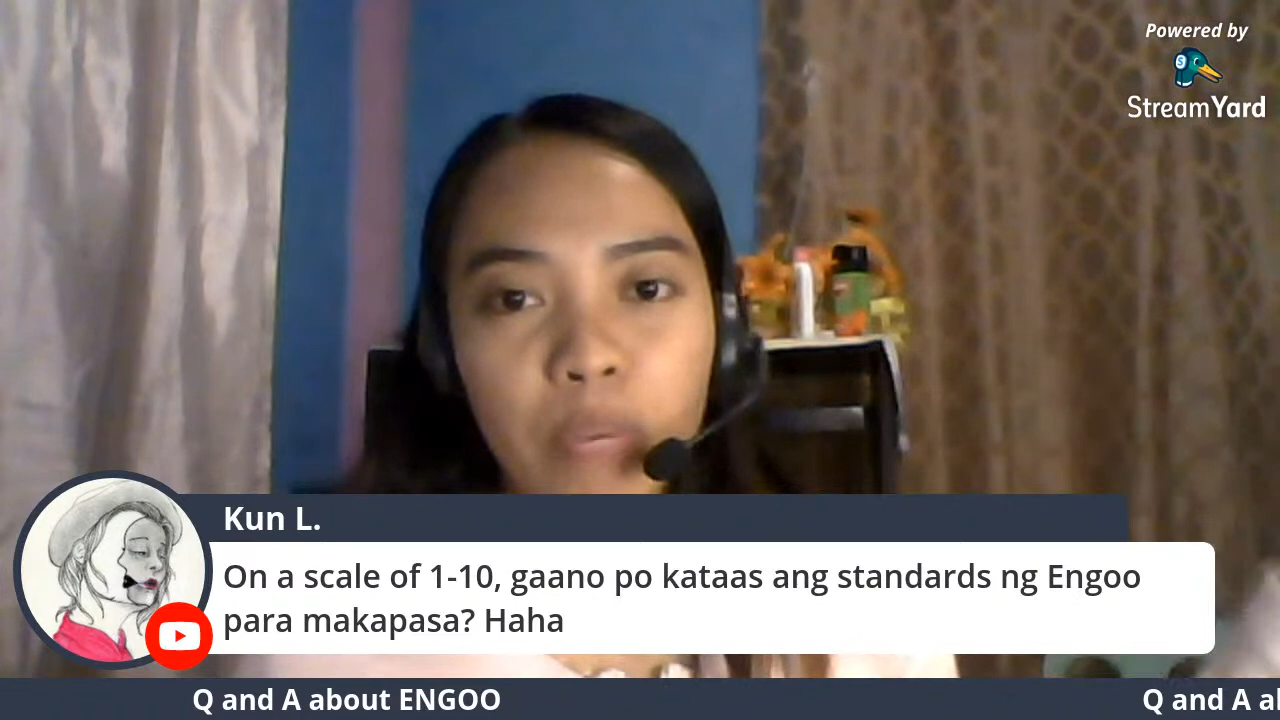 Powered by
StreamYard
Kun L.
On a scale of 1-10, gaano po kataas ang standards ng Engoo
para makapasa? Haha
Q and A about ENGOO
Q and A a